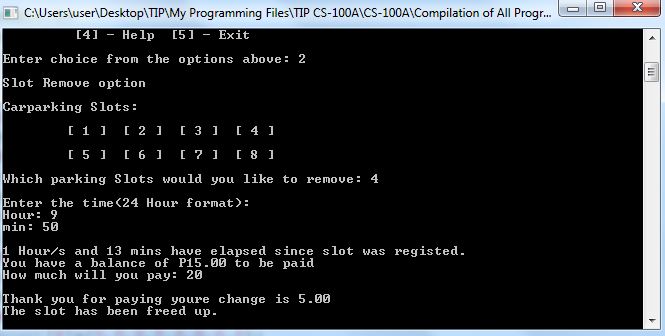 C:\Users\user\Desktop\TIP\My Programming Files\TIP CS-100A\CS-100A\Compilation of All Progr...
[4] - Help [5] - Exit
Enter choice from the options above: 2
Slot Remove option
Carparking Slots:
[ 1 ] [ 2 ] [ 3 ] [ 4 ]
[ 5 ] [ 6 ] [ 7 ] [ 8 ]
Which parking Slots would you like to remove: 4
Enter the time(24 Hour format):
Hour: 9
min: 50
1 Hour/s and 13 mins have elapsed since slot was registed.
You have a balance of P15.00 to be paid
How much will you pay: 20
Thank you for paying youre change is 5.00
The slot has been freed up.